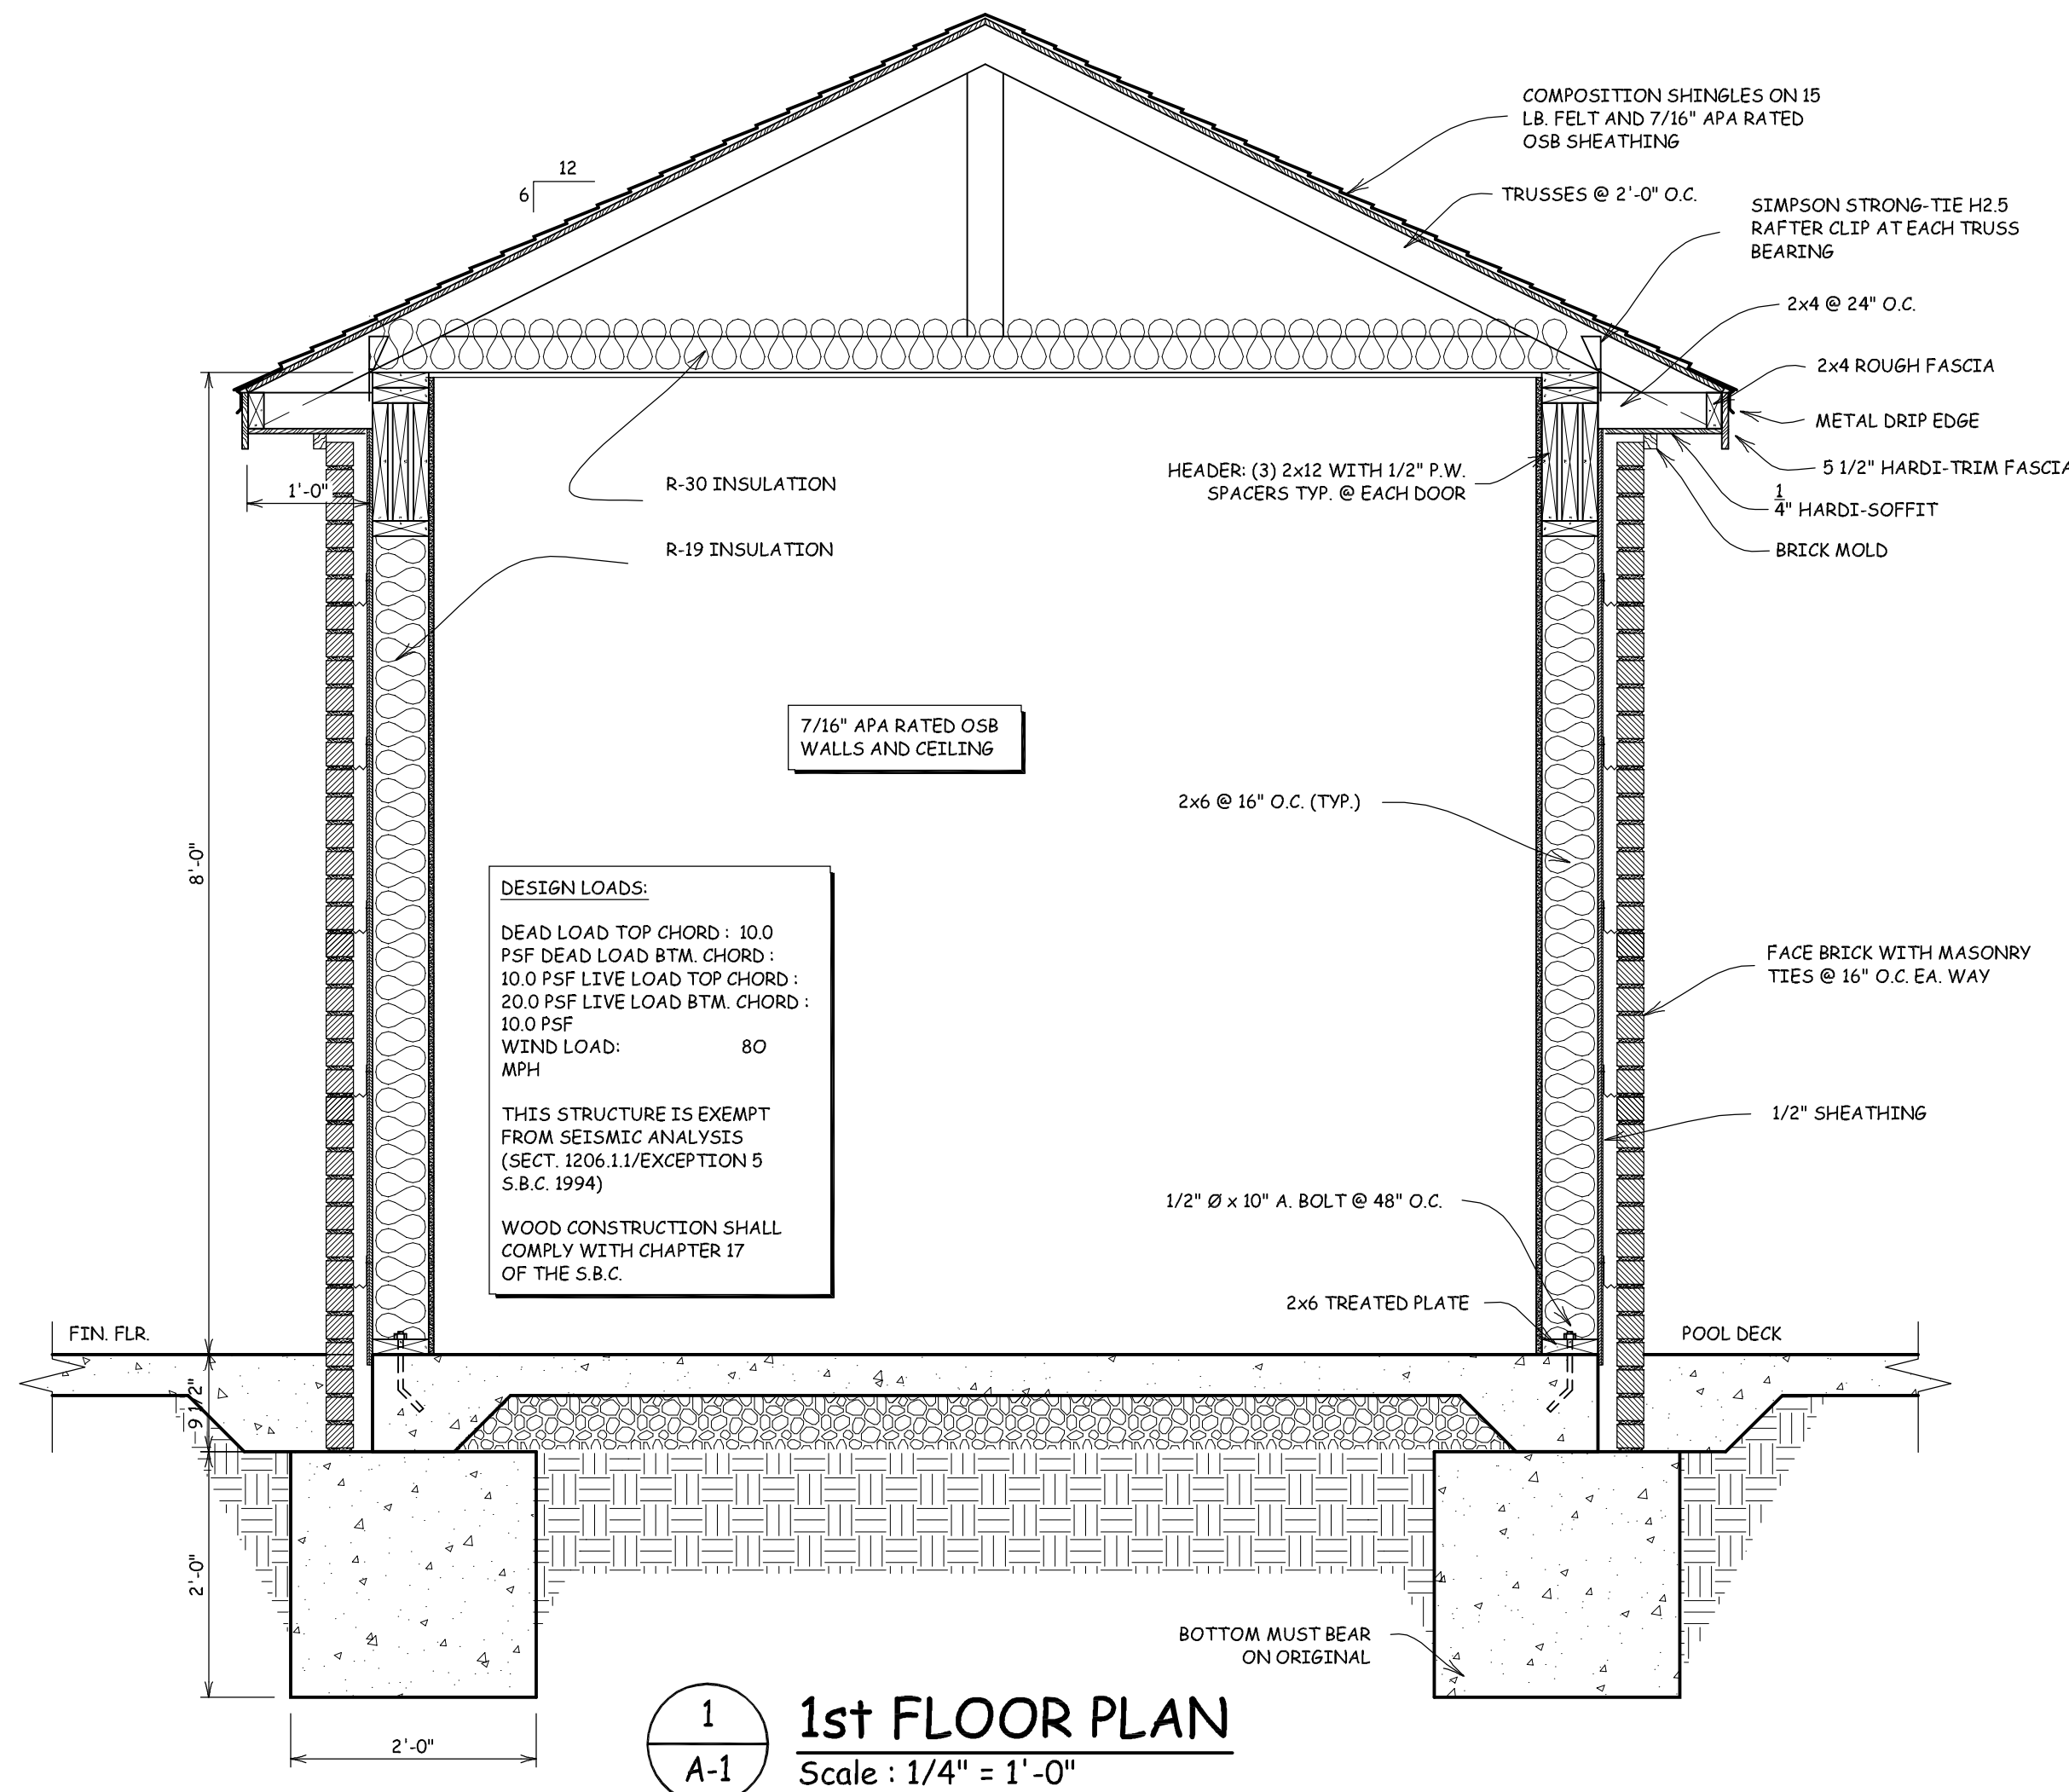 COMPOSITION SHINGLES ON 15
LB. FELT AND 7/16" APA RATED
OSB SHEATHING
12
6
TRUSSES @ 2'-0" O.C.
SIMPSON STRONG-TIE H2.5
RAFTER CLIP AT EACH TRUSS
BEARING
2x4 @ 24" O.C.
2x4 ROUGH FASCIA
METAL DRIP EDGE
5 1/2" HARDI-TRIM FASCIA
1/4" HARDI-SOFFIT
BRICK MOLD
HEADER: (3) 2x12 WITH 1/2" P.W.
SPACERS TYP. @ EACH DOOR
R-30 INSULATION
1'-0"
R-19 INSULATION
7/16" APA RATED OSB
WALLS AND CEILING
2x6 @ 16" O.C. (TYP.)
8'-0"
DESIGN LOADS:
DEAD LOAD TOP CHORD : 10.0
PSF DEAD LOAD BTM. CHORD :
10.0 PSF LIVE LOAD TOP CHORD :
20.0 PSF LIVE LOAD BTM. CHORD :
10.0 PSF
WIND LOAD: 80
MPH
THIS STRUCTURE IS EXEMPT
FROM SEISMIC ANALYSIS
(SECT. 1206.1.1/EXCEPTION 5
S.B.C. 1994)
WOOD CONSTRUCTION SHALL
COMPLY WITH CHAPTER 17
OF THE S.B.C.
FACE BRICK WITH MASONRY
TIES @ 16" O.C. EA. WAY
1/2" SHEATHING
1/2" Ø x 10" A. BOLT @ 48" O.C.
2x6 TREATED PLATE
FIN. FLR.
POOL DECK
9 1/2"
2'-0"
BOTTOM MUST BEAR
ON ORIGINAL
2'-0"
1
A-1
1st FLOOR PLAN
Scale : 1/4" = 1'-0"